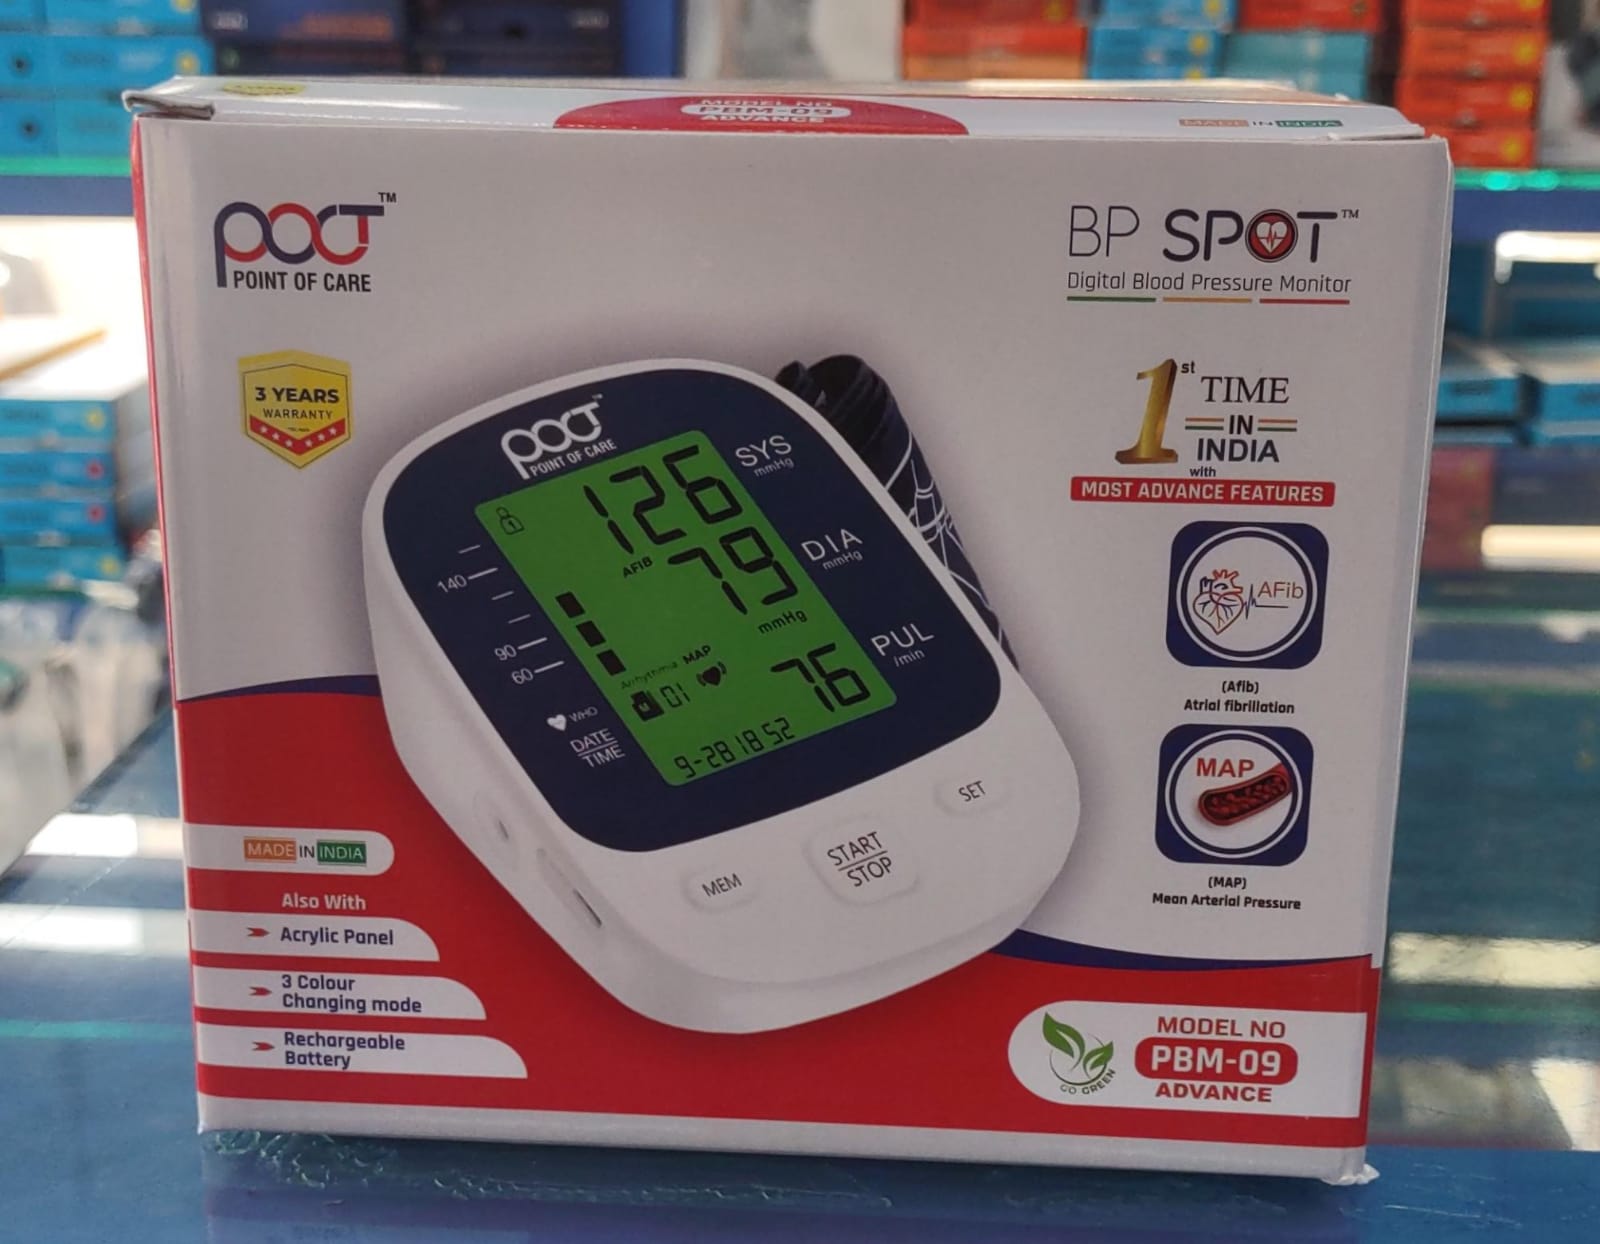 MODEL NO
PBM-09
ADVANCE
MADE IN INDIA
POCT™
POINT OF CARE
BP SPOT™
Digital Blood Pressure Monitor
3 YEARS
WARRANTY
1st TIME
IN
INDIA
with
MOST ADVANCE FEATURES
POCT™
POINT OF CARE
1
126
SYS
mmHg
AFIB
79
DIA
mmHg
mmHg
140
90
60
Arrhythmia MAP
M 01
76
PUL
/min
WHO
DATE
TIME
9-28 18 52
MEM
START
STOP
SET
AFib
(Afib)
Atrial fibrillation
MAP
(MAP)
Mean Arterial Pressure
MADE IN INDIA
Also With
Acrylic Panel
3 Colour
Changing mode
Rechargeable
Battery
GO GREEN
MODEL NO
PBM-09
ADVANCE